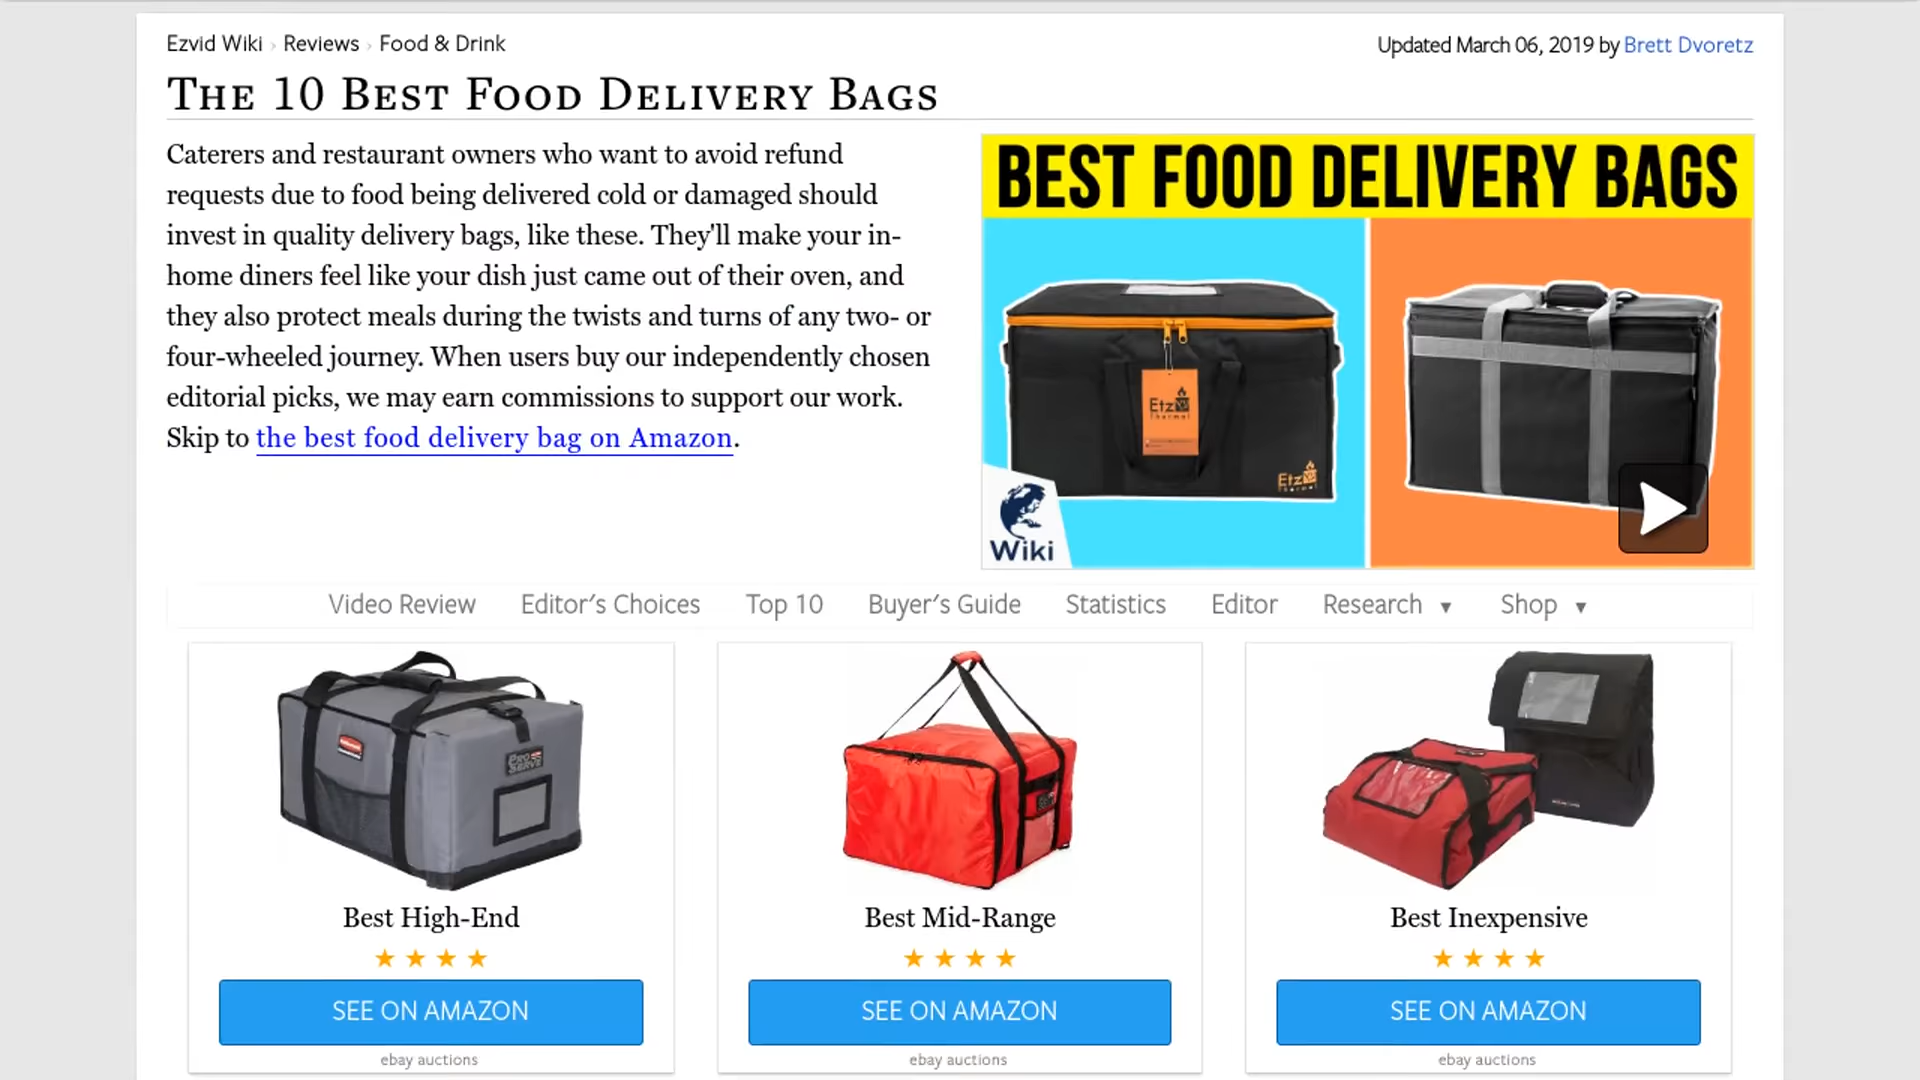 Ezvid Wiki › Reviews › Food & Drink
Updated March 06, 2019 by Brett Dvoretz
The 10 Best Food Delivery Bags
Caterers and restaurant owners who want to avoid refund
requests due to food being delivered cold or damaged should
invest in quality delivery bags, like these. They'll make your in-
home diners feel like your dish just came out of their oven, and
they also protect meals during the twists and turns of any two- or
four-wheeled journey. When users buy our independently chosen
editorial picks, we may earn commissions to support our work.
Skip to the best food delivery bag on Amazon.
BEST FOOD DELIVERY BAGS
Etz
Thermal
Etz
Thermal
Wiki
Video Review Editor's Choices Top 10 Buyer's Guide Statistics Editor Research ▼ Shop ▼
PRO
SERVE
Best High-End
★ ★ ★ ★
SEE ON AMAZON
ebay auctions
Best Mid-Range
★ ★ ★ ★
SEE ON AMAZON
ebay auctions
Best Inexpensive
★ ★ ★ ★
SEE ON AMAZON
ebay auctions